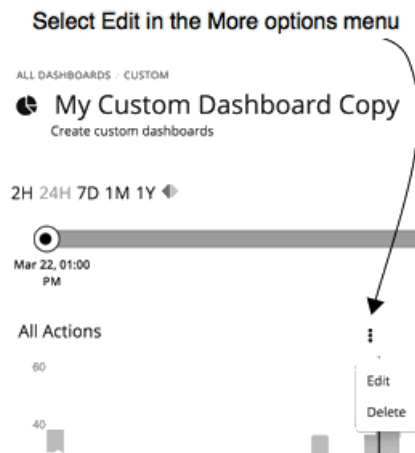 Select Edit in the More options menu
ALL DASHBOARDS / CUSTOM
My Custom Dashboard Copy
Create custom dashboards
2H 24H 7D 1M 1Y
Mar 22, 01:00
PM
All Actions
60
Edit
Delete
40